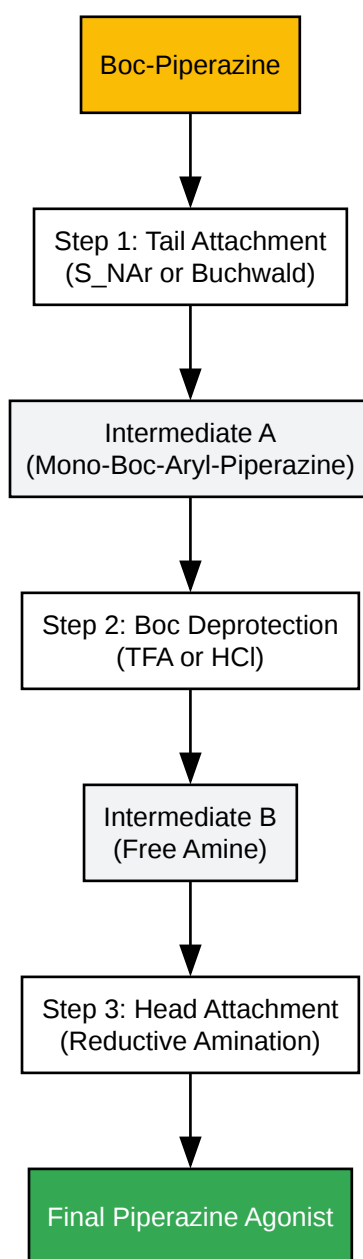 Boc-Piperazine
Step 1: Tail Attachment
(S_NAr or Buchwald)
Intermediate A
(Mono-Boc-Aryl-Piperazine)
Step 2: Boc Deprotection
(TFA or HCl)
Intermediate B
(Free Amine)
Step 3: Head Attachment
(Reductive Amination)
Final Piperazine Agonist